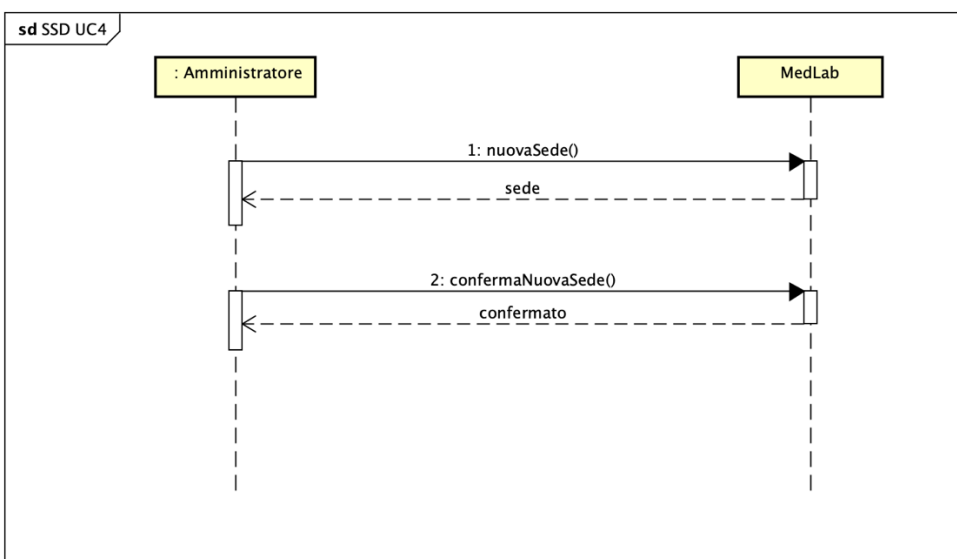 sd SSD UC4
: Amministratore
MedLab
1: nuovaSede()
sede
2: confermaNuovaSede()
confermato